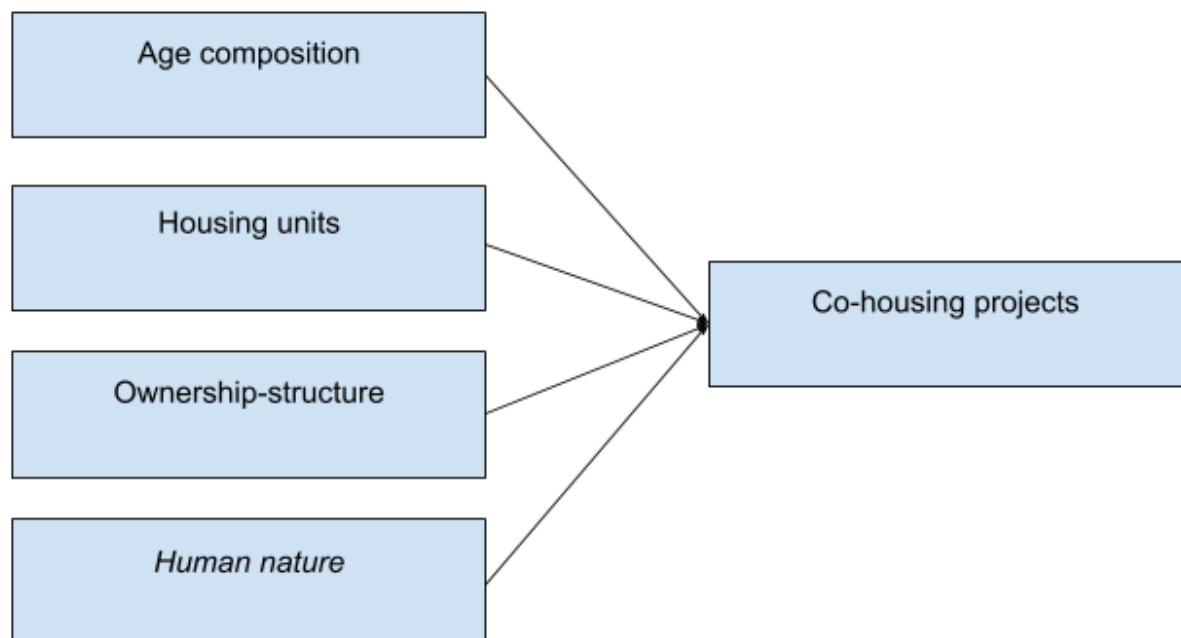 Age composition
Housing units
Co-housing projects
Ownership-structure
Human nature